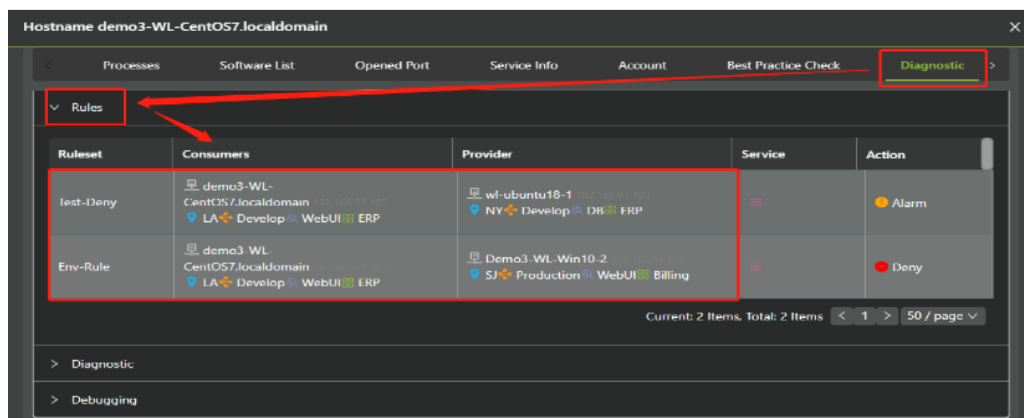 Hostname demo3-WL-CentOS7.localdomain
Processes Software List Opened Port Service Info Account Best Practice Check Diagnostic
Rules
Ruleset Consumers Provider Service Action
Test-Deny
demo3-WL-
CentOS7.localdomain
LA Develop WebUI ERP
wl-ubuntu18-1
NY Develop DB ERP
Alarm
Env-Rule
demo3-WL-
CentOS7.localdomain
LA Develop WebUI ERP
Demo3-WL-Win10-2
SJ Production WebUI Billing
Deny
Current: 2 Items, Total: 2 Items < 1 > 50 / page
Diagnostic
Debugging